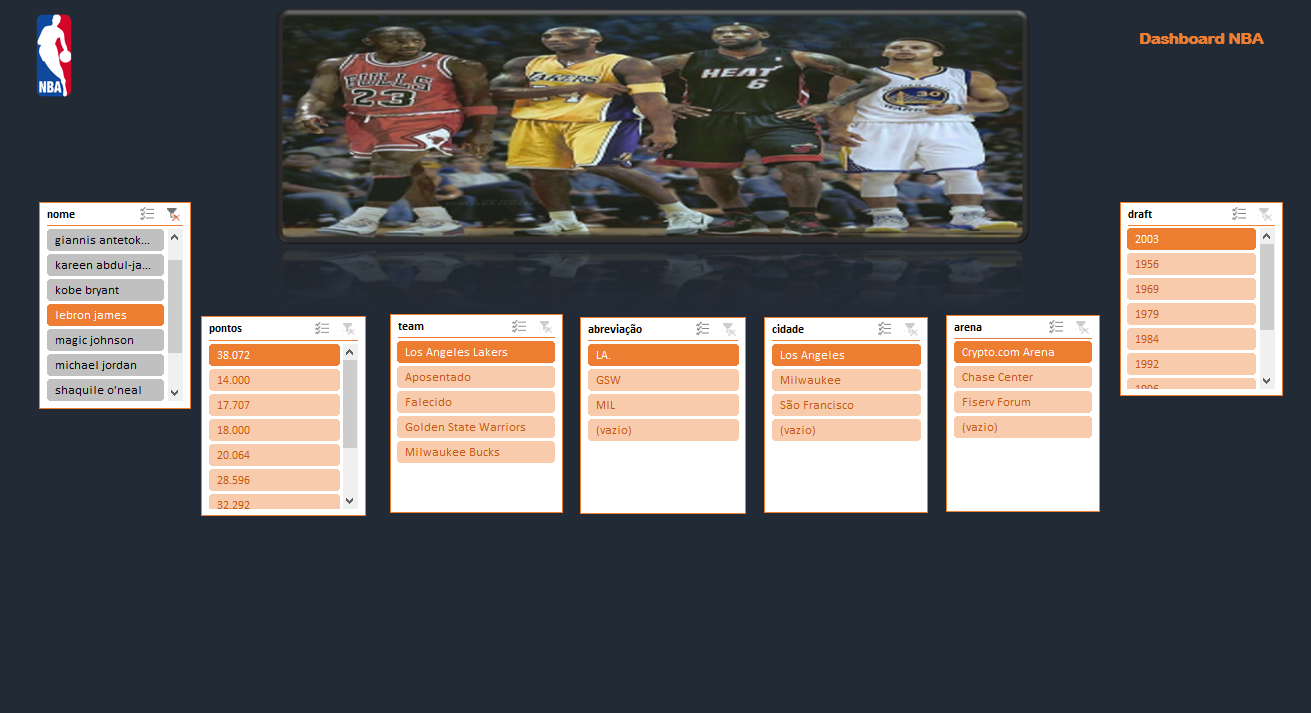 NBA
Dashboard NBA
BULLS
23
LAKERS
HEAT
6
30
nome
giannis antetok...
kareen abdul-ja...
kobe bryant
lebron james
magic johnson
michael jordan
shaquile o'neal
pontos
38.072
14.000
17.707
18.000
20.064
28.596
32.292
team
Los Angeles Lakers
Aposentado
Falecido
Golden State Warriors
Milwaukee Bucks
abreviação
LA.
GSW
MIL
(vazio)
cidade
Los Angeles
Milwaukee
São Francisco
(vazio)
arena
Crypto.com Arena
Chase Center
Fiserv Forum
(vazio)
draft
2003
1956
1969
1979
1984
1992
1996